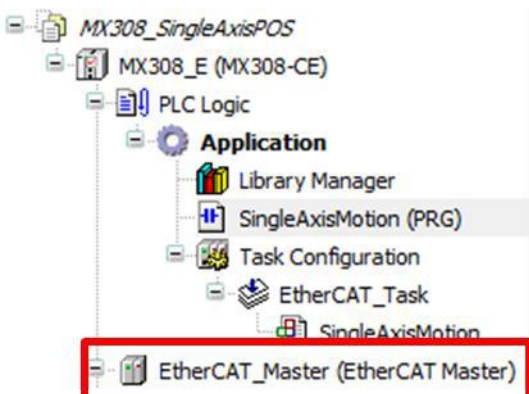 MX308_SingleAxisPOS
MX308_E (MX308-CE)
PLC Logic
Application
Library Manager
SingleAxisMotion (PRG)
Task Configuration
EtherCAT_Task
SingleAxisMotion
EtherCAT_Master (EtherCAT Master)